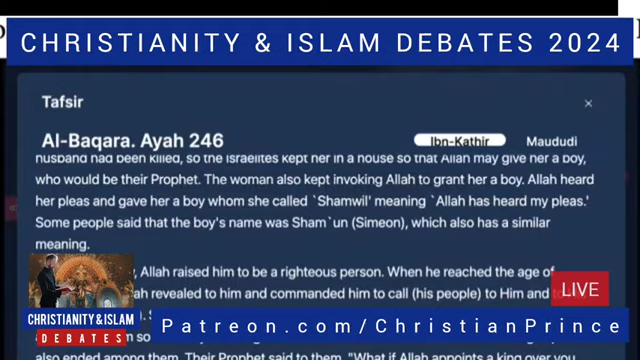 CHRISTIANITY & ISLAM DEBATES 2024
Tafsir
×
Al-Baqara. Ayah 246
Ibn-Kathir
Maududi
husband had been killed, so the Israelites kept her in a house so that Allah may give her a boy,
who would be their Prophet. The woman also kept invoking Allah to grant her a boy. Allah heard
her pleas and gave her a boy whom she called `Shamwil' meaning `Allah has heard my pleas.'
Some people said that the boy's name was Sham`un (Simeon), which also has a similar
meaning.
, Allah raised him to be a righteous person. When he reached the age of
revealed to him and commanded him to call (his people) to Him and
LIVE
CHRISTIANITY & ISLAM
DEBATES
Patreon.com/ChristianPrince
also ended among them. Their Prophet said to them, "What if Allah appoints a king over you